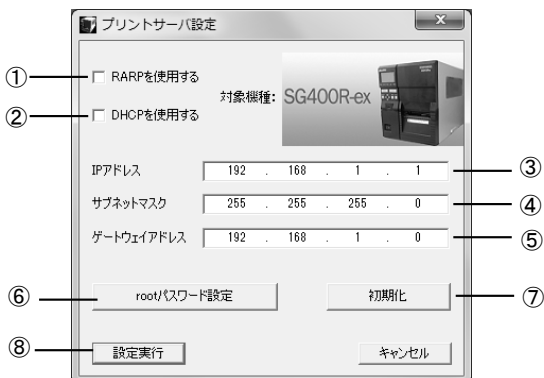 プリントサーバ設定
① RARPを使用する
② DHCPを使用する
対象機種: SG400R-ex
IPアドレス 192 . 168 . 1 . 1 ③
サブネットマスク 255 . 255 . 255 . 0 ④
ゲートウェイアドレス 192 . 168 . 1 . 0 ⑤
⑥ rootパスワード設定 初期化 ⑦
⑧ 設定実行 キャンセル